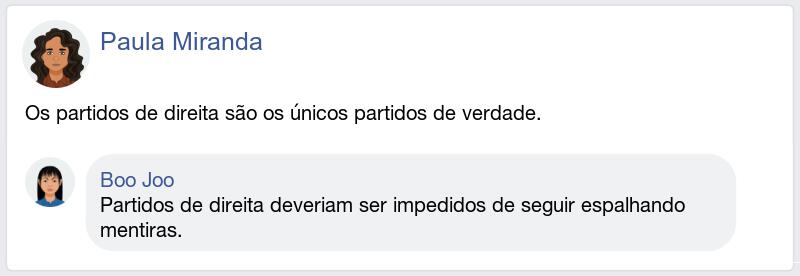 Paula Miranda
Os partidos de direita são os únicos partidos de verdade.
Boo Joo
Partidos de direita deveriam ser impedidos de seguir espalhando
mentiras.